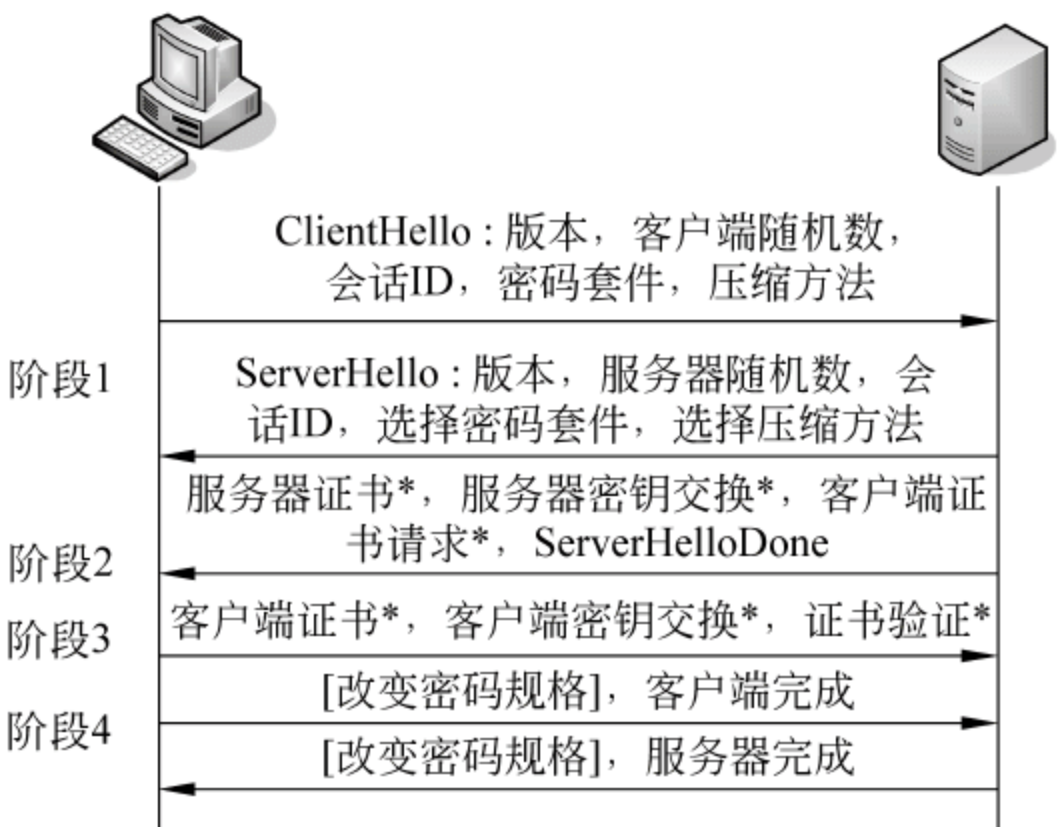 ClientHello : 版本，客户端随机数，
会话ID，密码套件，压缩方法
阶段1
ServerHello : 版本，服务器随机数，会
话ID，选择密码套件，选择压缩方法
服务器证书*，服务器密钥交换*，客户端证
书请求*，ServerHelloDone
阶段2
客户端证书*，客户端密钥交换*，证书验证*
阶段3
[改变密码规格]，客户端完成
阶段4
[改变密码规格]，服务器完成